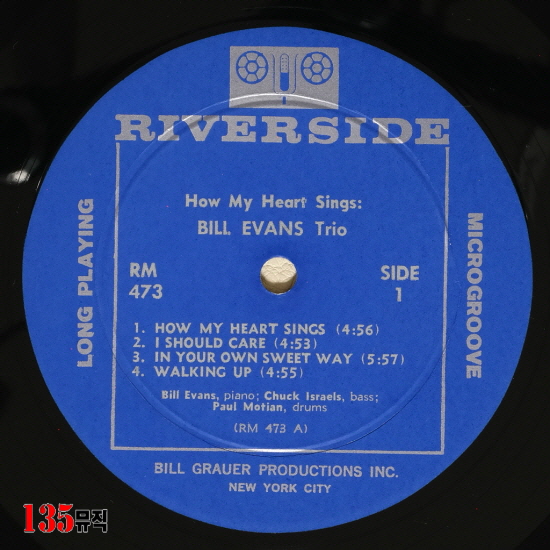 RIVERSIDE
How My Heart Sings:
BILL EVANS Trio
LONG PLAYING
MICROGROOVE
RM
473
SIDE
1
1. HOW MY HEART SINGS (4:56)
2. I SHOULD CARE (4:53)
3. IN YOUR OWN SWEET WAY (5:57)
4. WALKING UP (4:55)
Bill Evans, piano; Chuck Israels, bass;
Paul Motian, drums
(RM 473 A)
BILL GRAUER PRODUCTIONS INC.
NEW YORK CITY
135뮤직